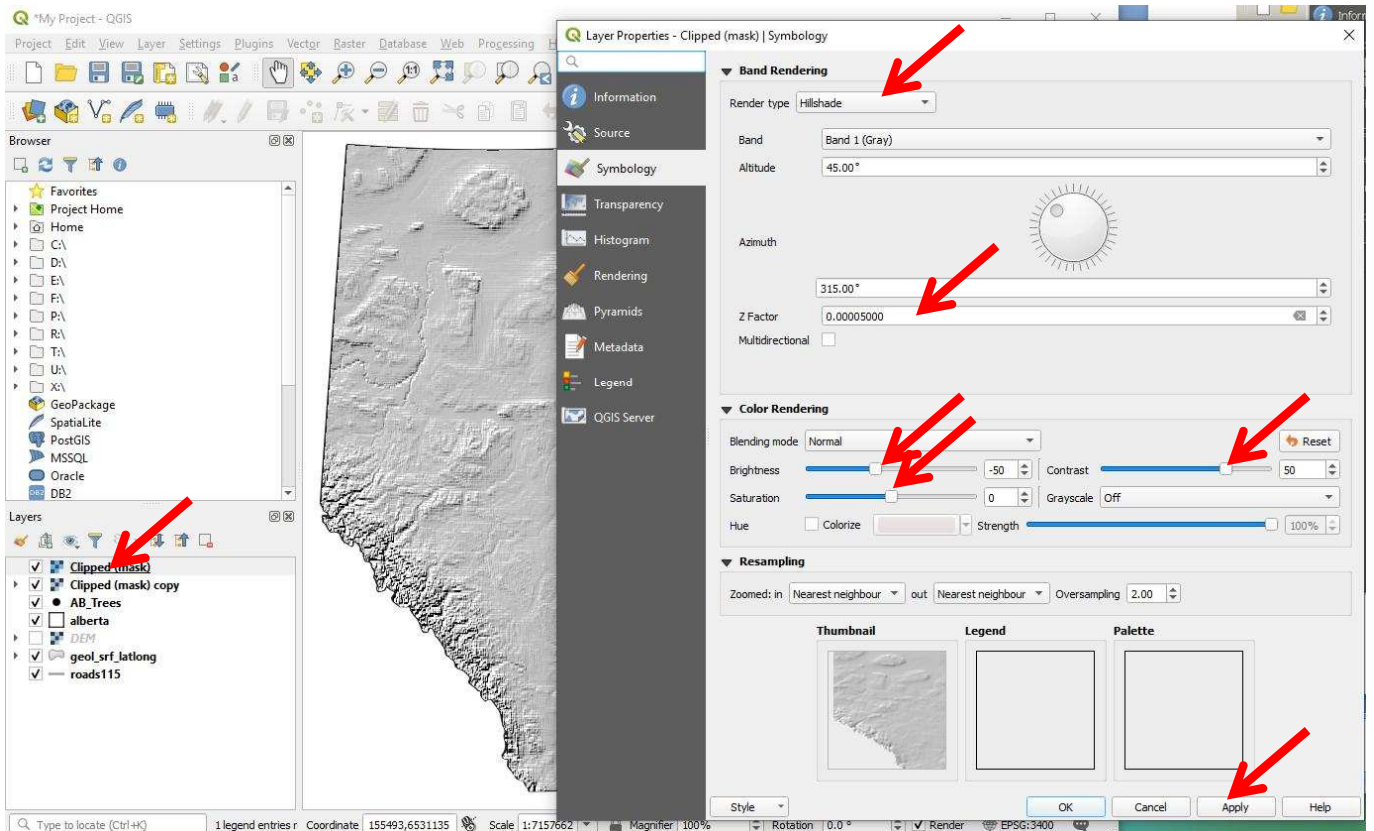 *My Project - QGIS
Project Edit View Layer Settings Plugins Vector Raster Database Web Processing
Browser
Favorites
Project Home
Home
C:\
D:\
E:\
F:\
P:\
R:\
T:\
U:\
X:\
GeoPackage
SpatiaLite
PostGIS
MSSQL
Oracle
DB2
Layers
Clipped (mask)
Clipped (mask) copy
AB_Trees
alberta
DEM
geol_srf_latlong
roads115
Type to locate (Ctrl+K)
1 legend entries r
Coordinate 155493,6531135
Scale 1:7157662
Magnifier 100%
Rotation 0.0 °
Render
EPSG:3400
Layer Properties - Clipped (mask) | Symbology
Information
Source
Symbology
Transparency
Histogram
Rendering
Pyramids
Metadata
Legend
QGIS Server
Band Rendering
Render type Hillshade
Band Band 1 (Gray)
Altitude 45.00°
Azimuth
315.00°
Z Factor 0.00005000
Multidirectional
Color Rendering
Blending mode Normal Reset
Brightness -50 Contrast 50
Saturation 0 Grayscale Off
Hue Colorize Strength 100%
Resampling
Zoomed: in Nearest neighbour out Nearest neighbour Oversampling 2.00
Thumbnail Legend Palette
Style OK Cancel Apply Help